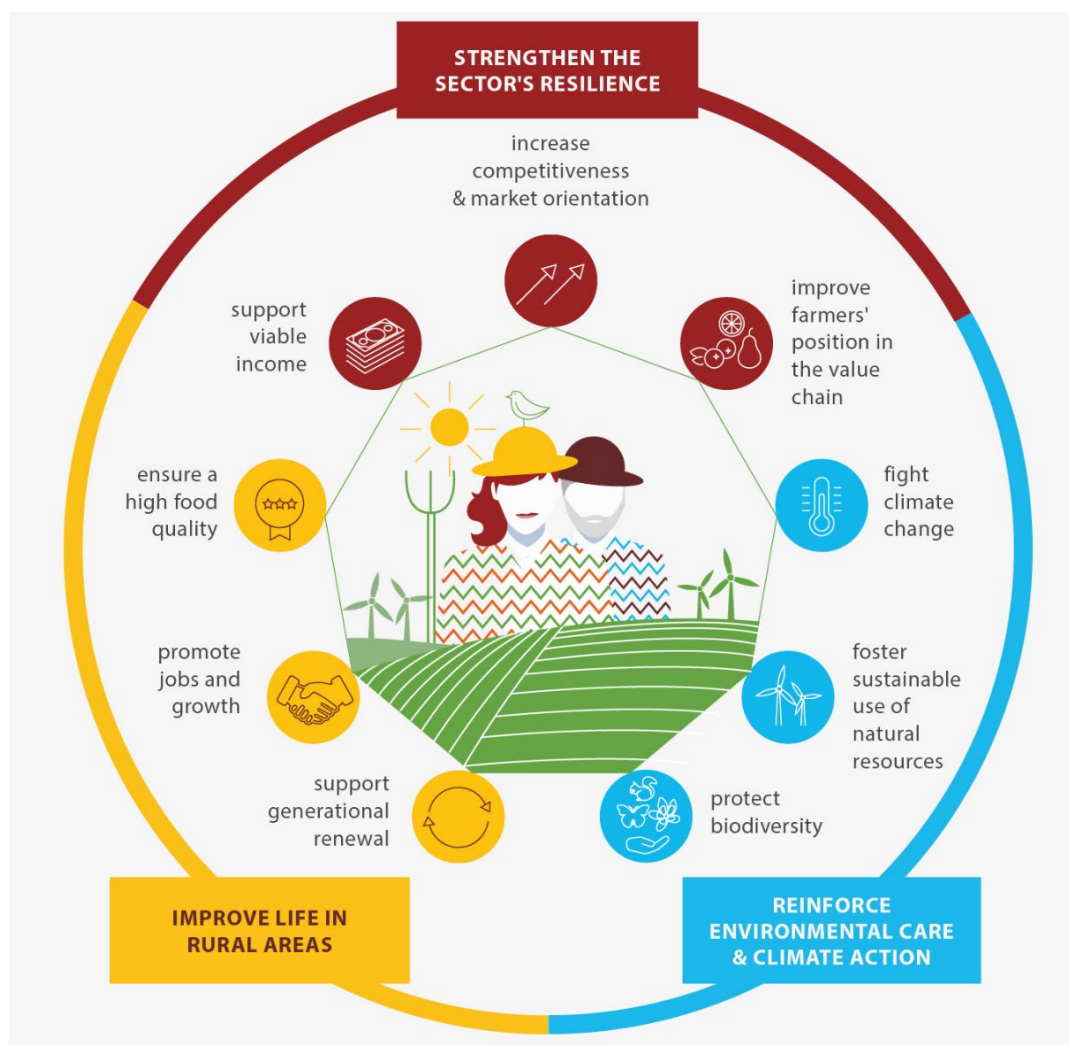 STRENGTHEN THE
SECTOR'S RESILIENCE
increase
competitiveness
& market orientation
support
viable
income
improve
farmers'
position in
the value
chain
ensure a
high food
quality
fight
climate
change
promote
jobs and
growth
foster
sustainable
use of
natural
resources
support
generational
renewal
protect
biodiversity
IMPROVE LIFE IN
RURAL AREAS
REINFORCE
ENVIRONMENTAL CARE
& CLIMATE ACTION